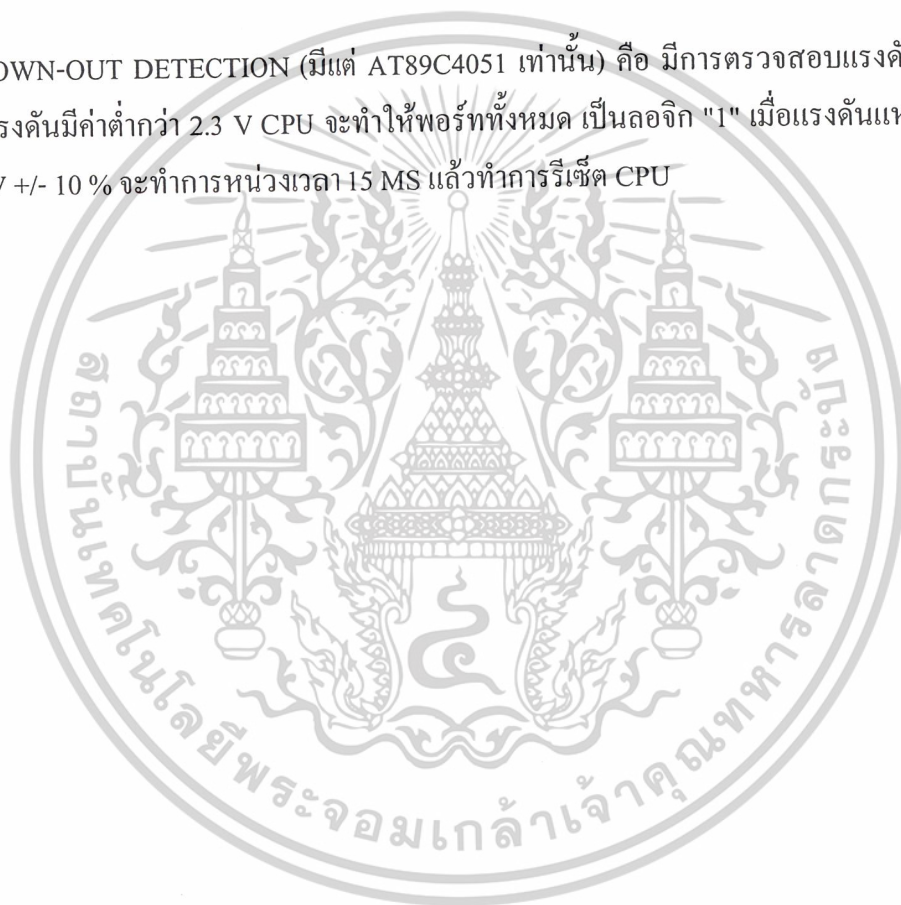 OWN-OUT DETECTION (มีแต่ AT89C4051 เท่านั้น) คือ มีการตรวจสอบแรงดั
รงดันมีค่าต่ำกว่า 2.3 V CPU จะทำให้พอร์ททั้งหมด เป็นลอจิก "1" เมื่อแรงดันแห
V +/- 10 % จะทำการหน่วงเวลา 15 MS แล้วทำการรีเซ็ต CPU
สถาบันเทคโนโลยีพระจอมเกล้าเจ้าคุณทหารลาดกระบัง